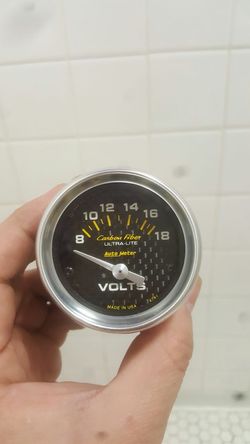 8 10 12 14 16 18
Carbon Fiber
ULTRA-LITE
Auto Meter
VOLTS
MADE IN USA